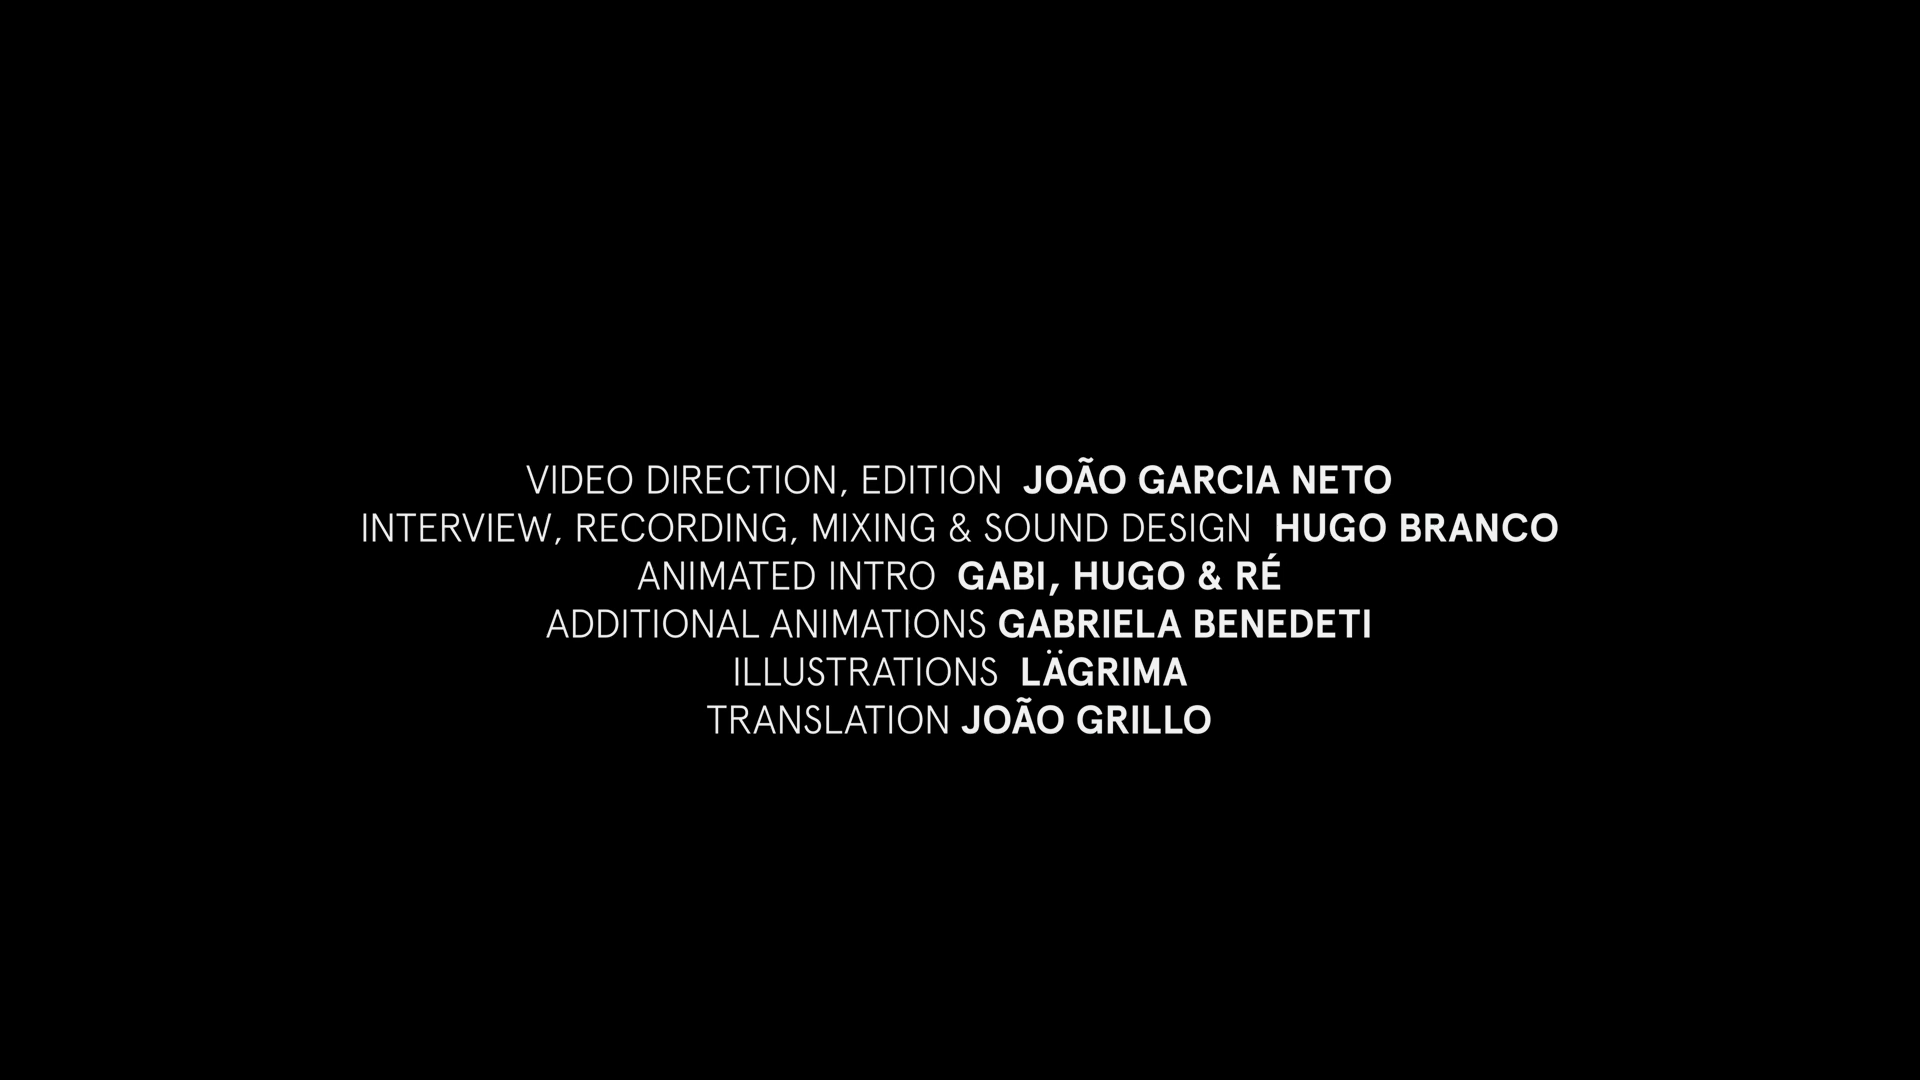 VIDEO DIRECTION, EDITION JOÃO GARCIA NETO
INTERVIEW, RECORDING, MIXING & SOUND DESIGN HUGO BRANCO
ANIMATED INTRO GABI, HUGO & RÉ
ADDITIONAL ANIMATIONS GABRIELA BENEDETI
ILLUSTRATIONS LÄGRIMA
TRANSLATION JOÃO GRILLO